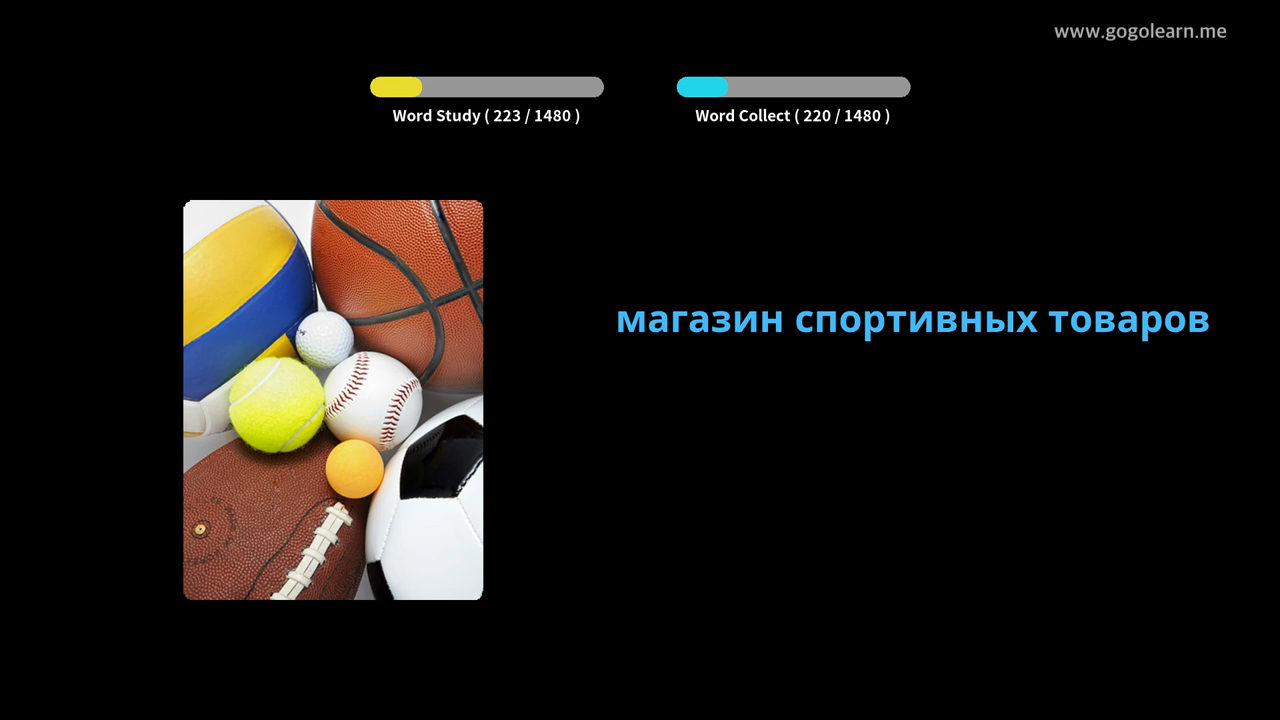 www.gogolearn.me
Word Study ( 223 / 1480 )
Word Collect ( 220 / 1480 )
магазин спортивных товаров